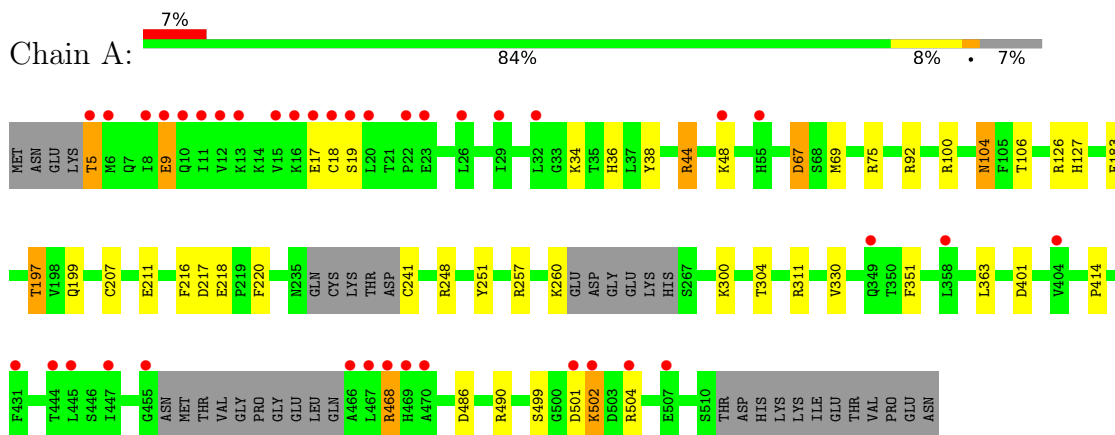 7%
Chain A:
84% 8% • 7%
MET ASN GLU LYS T5 M6 Q7 I8 E9 Q10 I11 V12 K13 K14 V15 K16 E17 C18 S19 L20 T21 P22 E23 L26 I29 L32 G33 K34 T35 H36 L37 Y38 R44 K48 H55 D67 S68 M69 R75 R92 R100 N104 F105 T106 R126 H127
T197 V198 Q199 C207 E211 F216 D217 E218 P219 F220 N235 GLN CYS LYS THR ASP C241 R248 Y251 R257 K260 GLU ASP GLY GLU LYS HIS S267 K300 T304 R311 V330 Q349 T350 F351 L358 L363 D401 V404 P414
F431 T444 L445 S446 I447 G455 ASN MET THR VAL GLY PRO GLY GLU LEU GLN A466 L467 R468 H469 A470 D486 R490 S499 G500 D501 K502 D503 R504 E507 S510 THR ASP HIS LYS LYS ILE GLU THR VAL PRO GLU ASN